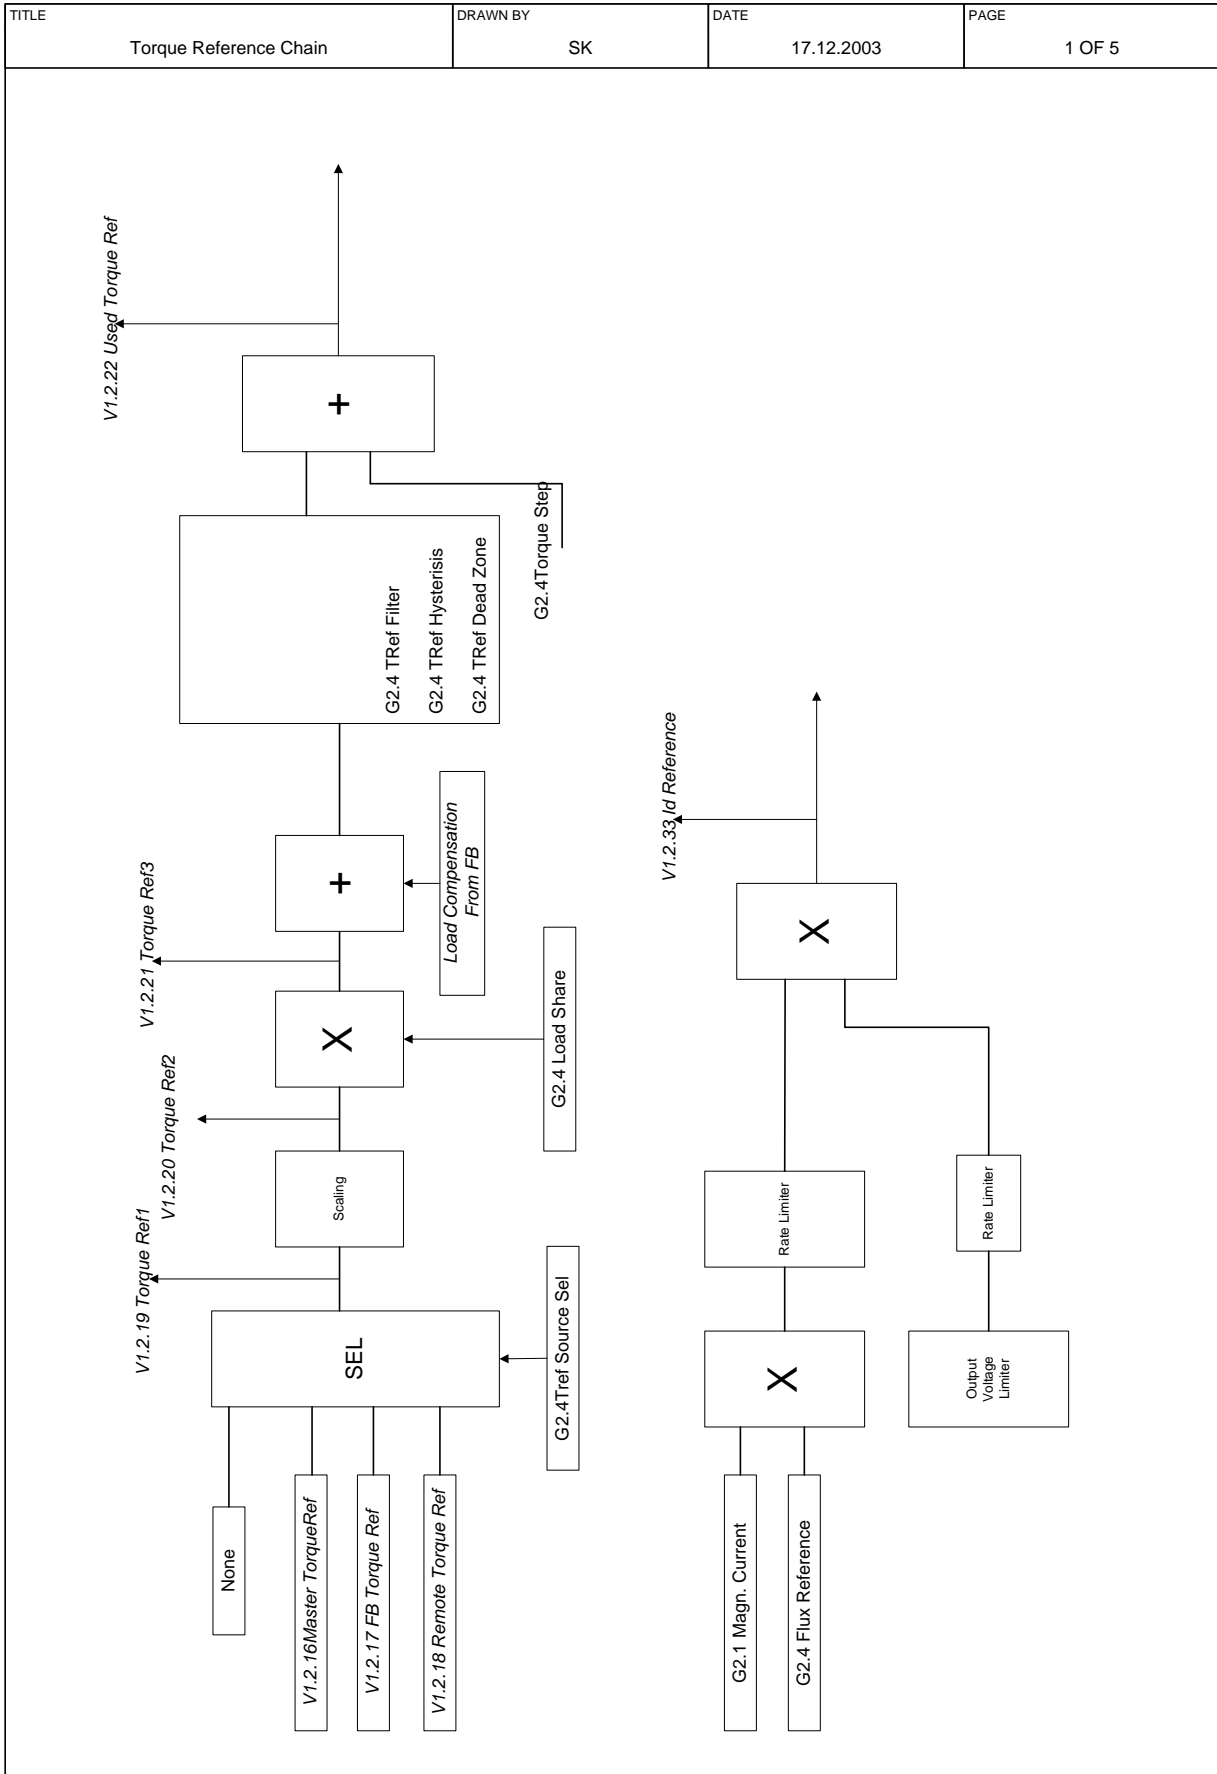 TITLE
Torque Reference Chain
DRAWN BY
SK
DATE
17.12.2003
PAGE
1 OF 5
None
V1.2.16Master TorqueRef
V1.2.17 FB Torque Ref
V1.2.18 Remote Torque Ref
SEL
G2.4Tref Source Sel
V1.2.19 Torque Ref1
Scaling
V1.2.20 Torque Ref2
X
G2.4 Load Share
V1.2.21 Torque Ref3
+
Load Compensation
From FB
G2.4 TRef Filter
G2.4 TRef Hysterisis
G2.4 TRef Dead Zone
G2.4Torque Step
+
V1.2.22 Used Torque Ref
G2.1 Magn. Current
G2.4 Flux Reference
X
Rate Limiter
Output
Voltage
Limiter
Rate Limiter
X
V1.2.33 Id Reference